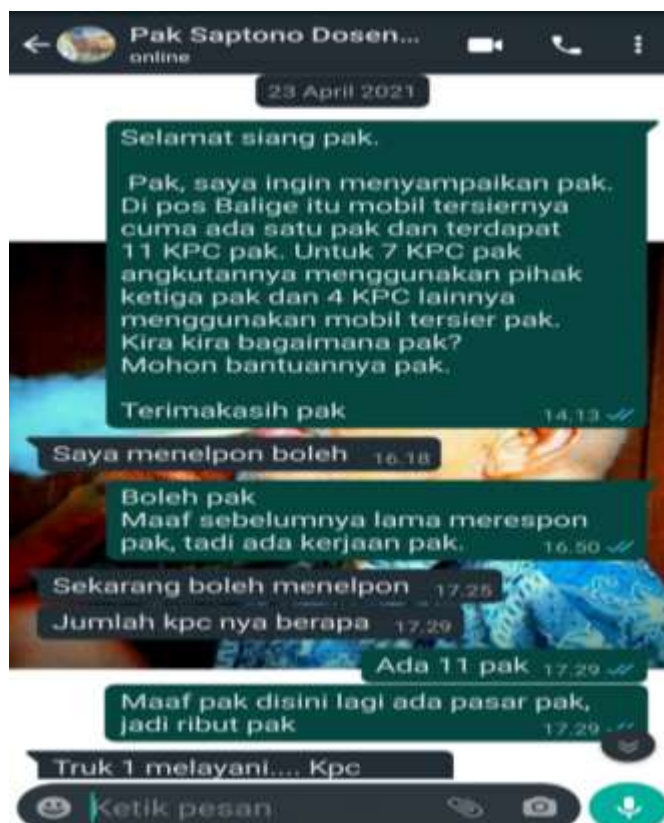 Pak Saptono Dosen...
online
23 April 2021
Selamat siang pak.
Pak, saya ingin menyampaikan pak.
Di pos Balige itu mobil tersiernya
cuma ada satu pak dan terdapat
11 KPC pak. Untuk 7 KPC pak
angkutannya menggunakan pihak
ketiga pak dan 4 KPC lainnya
menggunakan mobil tersier pak.
Kira kira bagaimana pak?
Mohon bantuannya pak.
Terimakasih pak
14.13
Saya menelpon boleh 16.18
Boleh pak
Maaf sebelumnya lama merespon
pak, tadi ada kerjaan pak. 16.50
Sekarang boleh menelpon 17.25
Jumlah kpc nya berapa 17.29
Ada 11 pak 17.29
Maaf pak disini lagi ada pasar pak,
jadi ribut pak 17.29
Truk 1 melayani.... Kpc
Ketik pesan